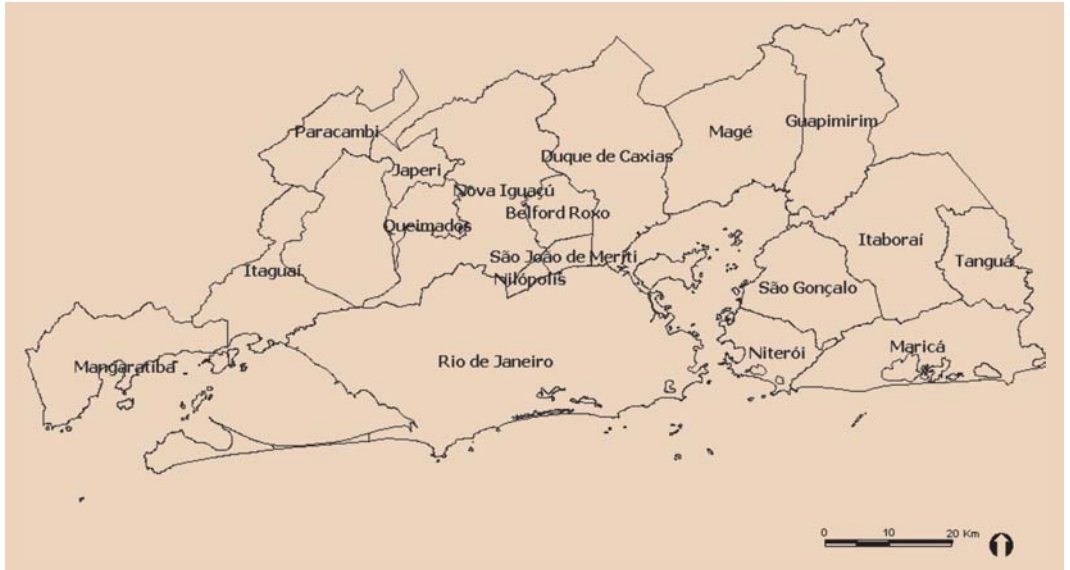 Paracambi
Magé
Guapimirim
Japeri
Duque de Caxias
Nova Iguaçú
Queimados
Belford Roxo
Itaboraí
São João de Meriti
Tanguá
Itaguaí
Nilópolis
São Gonçalo
Rio de Janeiro
Niterói
Maricá
Mangaratiba
0 10 20 Km